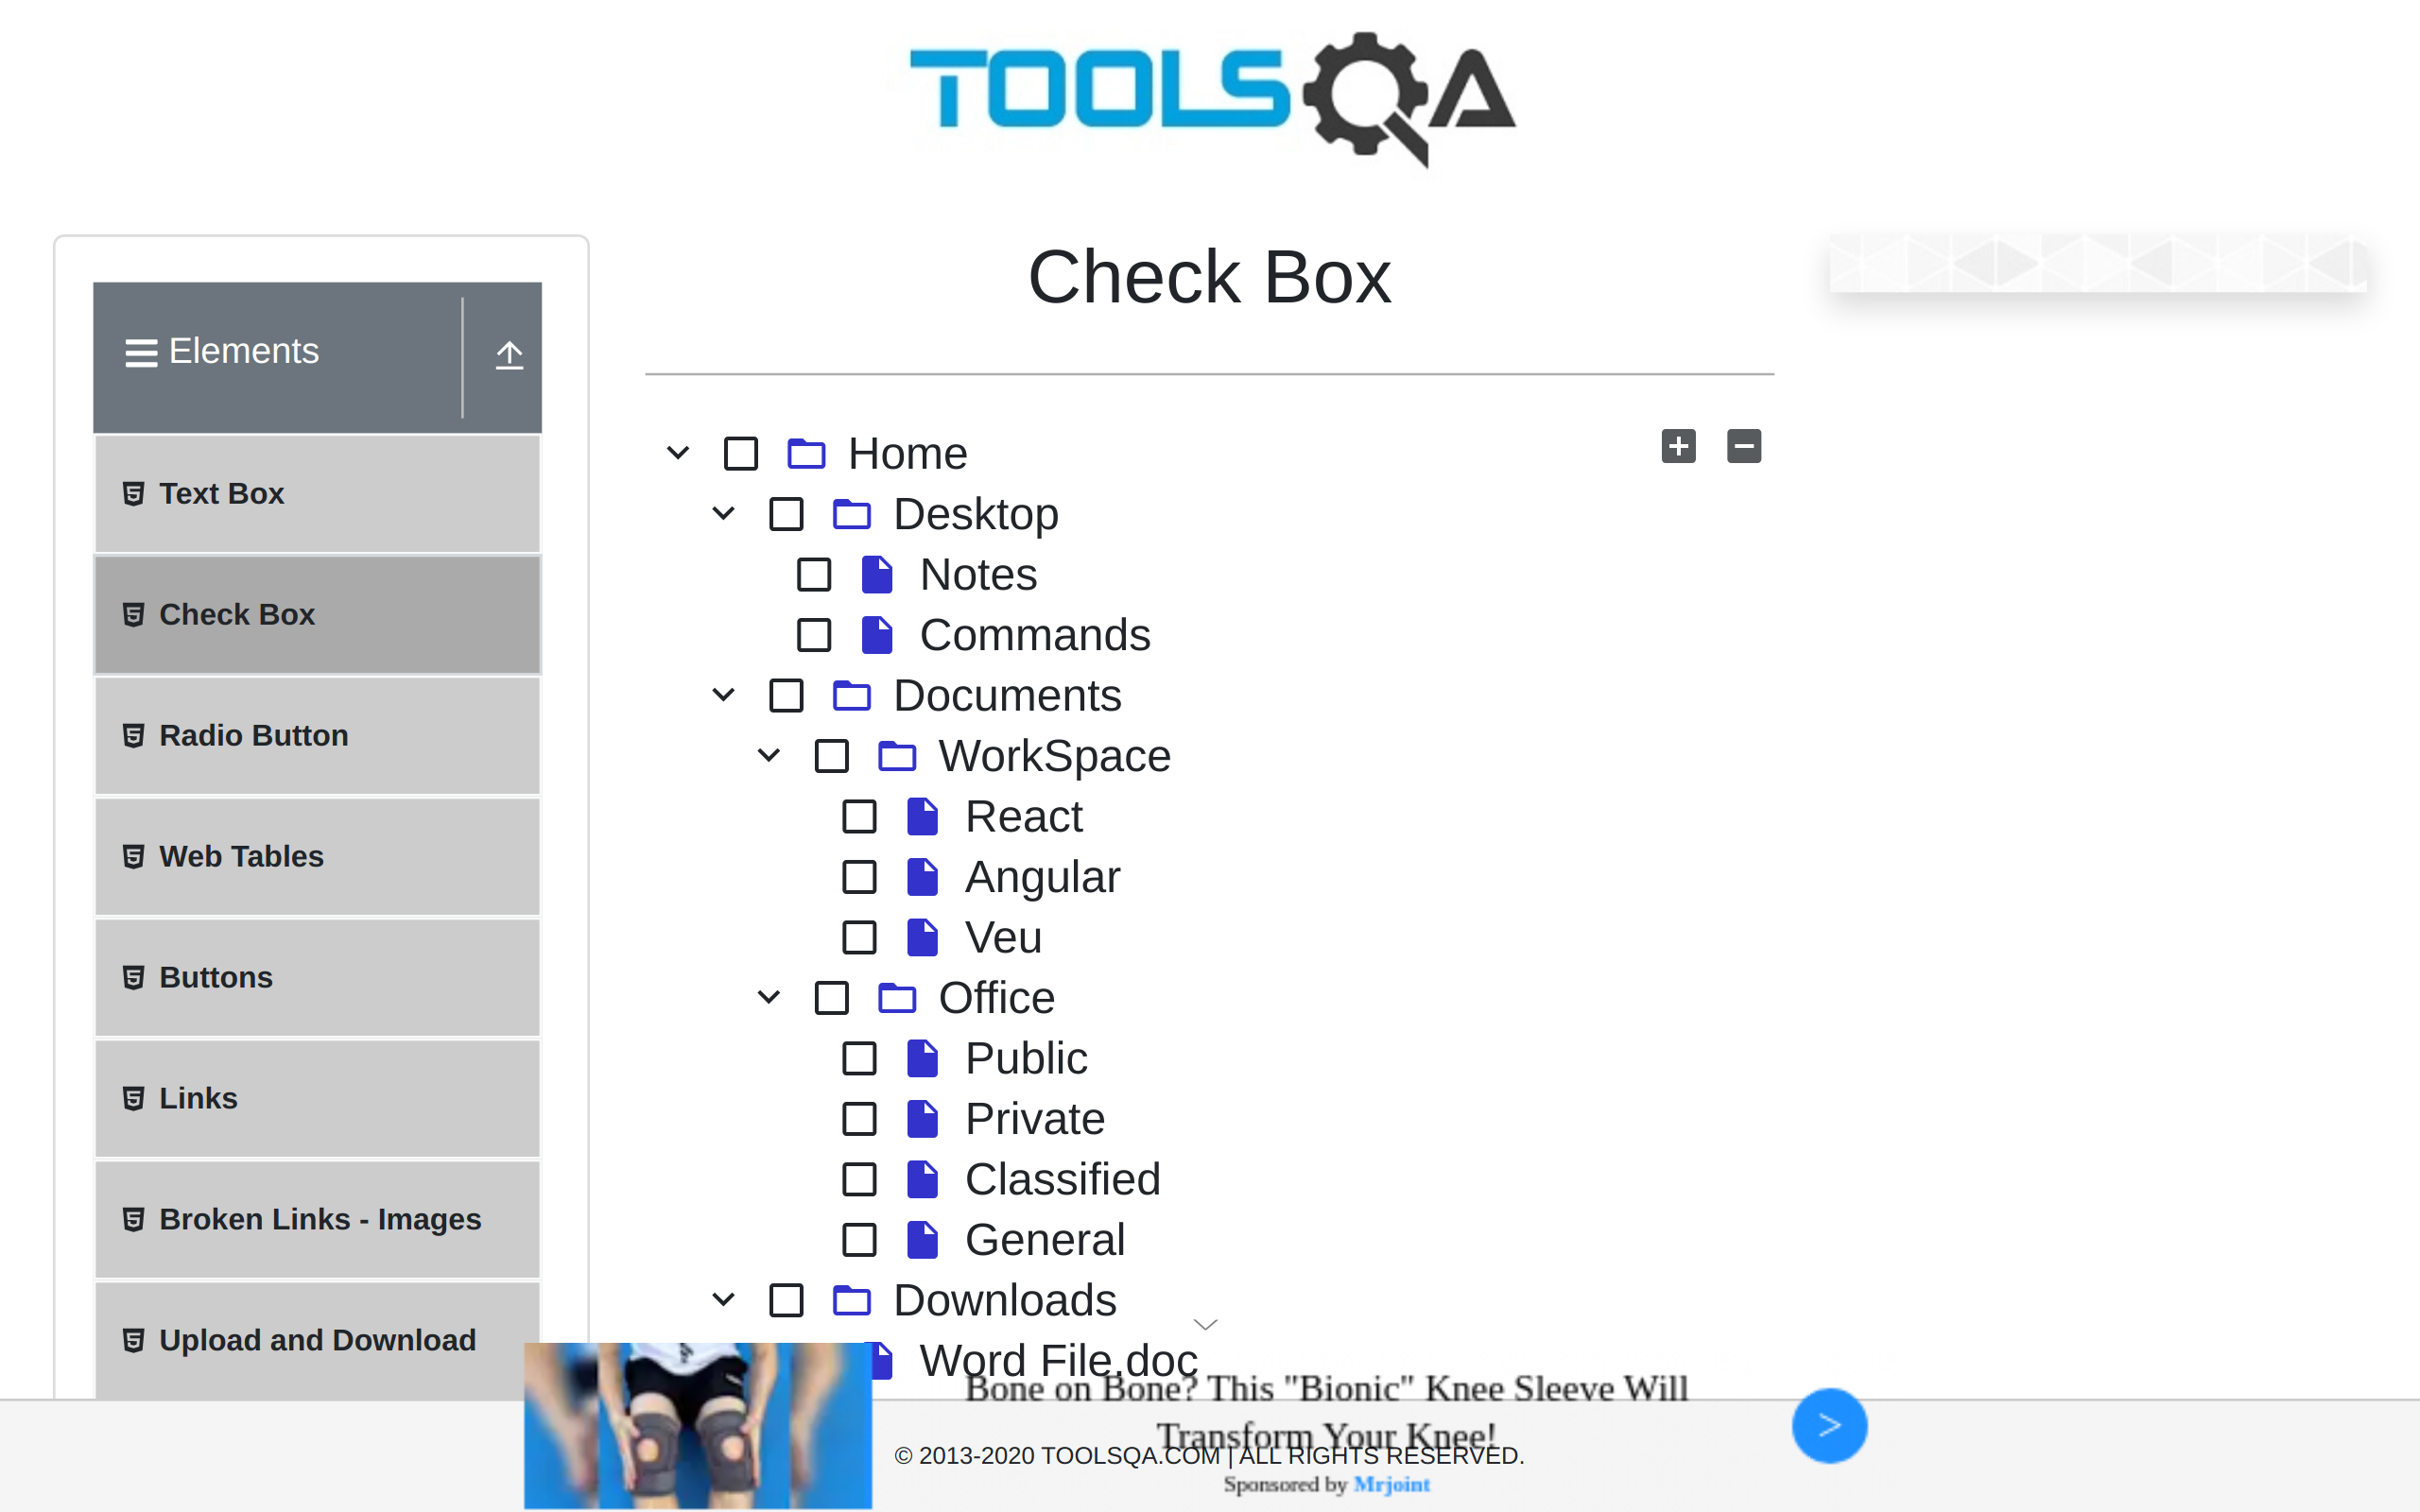 TOOLSQA
Check Box
Elements
Text Box
Check Box
Radio Button
Web Tables
Buttons
Links
Broken Links - Images
Upload and Download
Home
Desktop
Notes
Commands
Documents
WorkSpace
React
Angular
Veu
Office
Public
Private
Classified
General
Downloads
Word File.doc
Bone on Bone? This "Bionic" Knee Sleeve Will
Transform Your Knee!
© 2013-2020 TOOLSQA.COM | ALL RIGHTS RESERVED.
Sponsored by Mrjoint